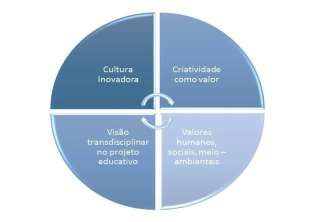 Cultura
Inovadora
Criatividade
como valor
Visão
transdisciplinar
no projeto
educativo
Valores
humanos,
sociais, meio –
ambientais